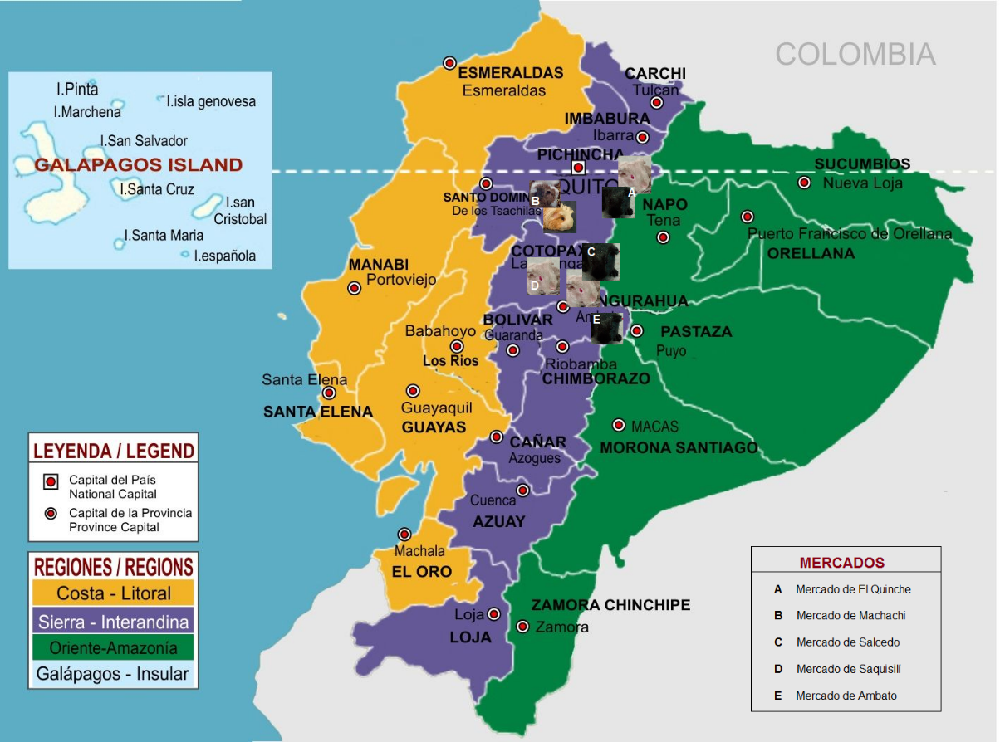 COLOMBIA
ESMERALDAS
Esmeraldas
CARCHI
Tulcan
IMBABURA
Ibarra
PICHINCHA
QUITO
SANTO DOMIN
De los Tsachilas
I.Pinta
I.Marchena
I.isla genovesa
I.San Salvador
GALAPAGOS ISLAND
I.Santa Cruz
I.san
Cristobal
I.Santa Maria
I.española
SUCUMBIOS
Nueva Loja
NAPO
Tena
Puerto Francisco de Orellana
ORELLANA
A
B
C
D
E
COTOPAX
MANABI
Portoviejo
NGURAHUA
BOLIVAR
Guaranda
PASTAZA
Puyo
Babahoyo
Los Rios
Riobamba
CHIMBORAZO
Santa Elena
SANTA ELENA
Guayaquil
GUAYAS
MACAS
MORONA SANTIAGO
CAÑAR
Azogues
Cuenca
AZUAY
Machala
EL ORO
Loja
LOJA
ZAMORA CHINCHIPE
Zamora
LEYENDA / LEGEND
Capital del País
National Capital
Capital de la Provincia
Province Capital
REGIONES / REGIONS
Costa - Litoral
Sierra - Interandina
Oriente-Amazonía
Galápagos - Insular
MERCADOS
A Mercado de El Quinche
B Mercado de Machachi
C Mercado de Salcedo
D Mercado de Saquisilí
E Mercado de Ambato